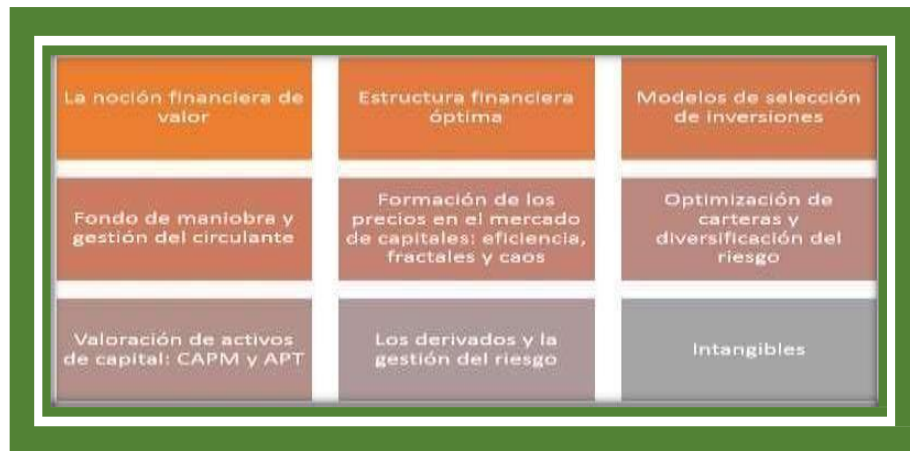 La noción financiera de
valor
Estructura financiera
óptima
Modelos de selección
de inversiones
Fondo de maniobra y
gestión del circulante
Formación de los
precios en el mercado
de capitales: eficiencia,
fractales y caos
Optimización de
carteras y
diversificación del
riesgo
Valoración de activos
de capital: CAPM y APT
Los derivados y la
gestión del riesgo
Intangibles